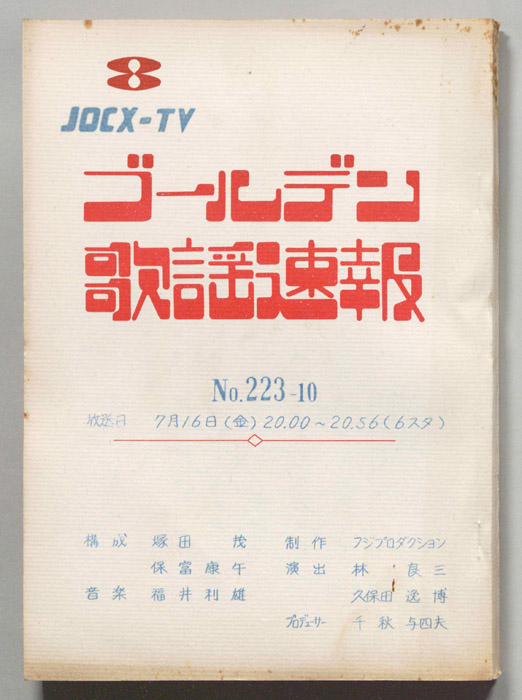 8
JOCX-TV
ゴールデン
歌謡速報
No.223-10
放送日 7月16日(金)20.00〜20.56(6スタ)
構成 塚田 茂 制作 フジプロダクション
保富康午 演出 林 良三
音楽 福井利雄 久保田 逸博
プロデューサー 千秋 与四夫